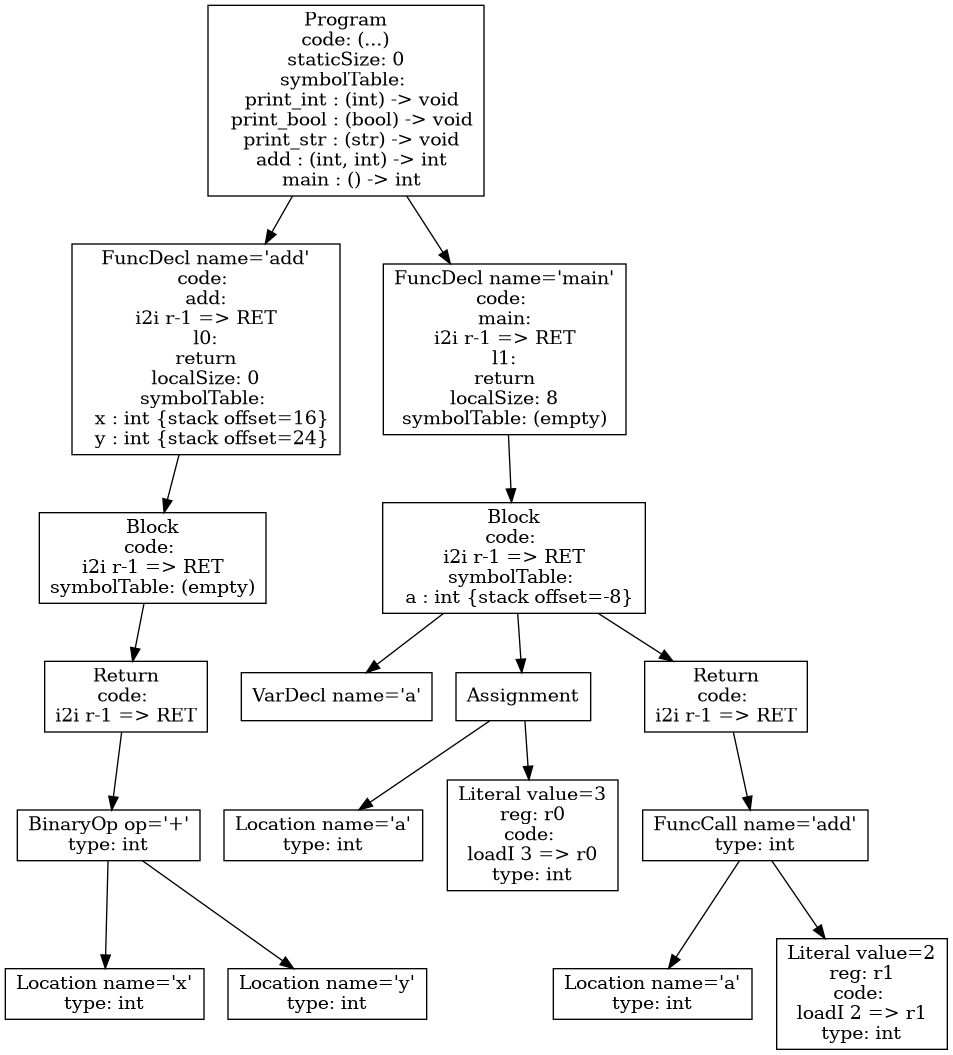 Program
code: (...)
staticSize: 0
symbolTable:
print_int : (int) -> void
print_bool : (bool) -> void
print_str : (str) -> void
add : (int, int) -> int
main : () -> int
FuncDecl name='add'
code:
add:
i2i r-1 => RET
l0:
return
localSize: 0
symbolTable:
x : int {stack offset=16}
y : int {stack offset=24}
FuncDecl name='main'
code:
main:
i2i r-1 => RET
l1:
return
localSize: 8
symbolTable: (empty)
Block
code:
i2i r-1 => RET
symbolTable: (empty)
Block
code:
i2i r-1 => RET
symbolTable:
a : int {stack offset=-8}
Return
code:
i2i r-1 => RET
VarDecl name='a'
Assignment
Return
code:
i2i r-1 => RET
BinaryOp op='+'
type: int
Location name='a'
type: int
Literal value=3
reg: r0
code:
loadI 3 => r0
type: int
FuncCall name='add'
type: int
Location name='x'
type: int
Location name='y'
type: int
Location name='a'
type: int
Literal value=2
reg: r1
code:
loadI 2 => r1
type: int